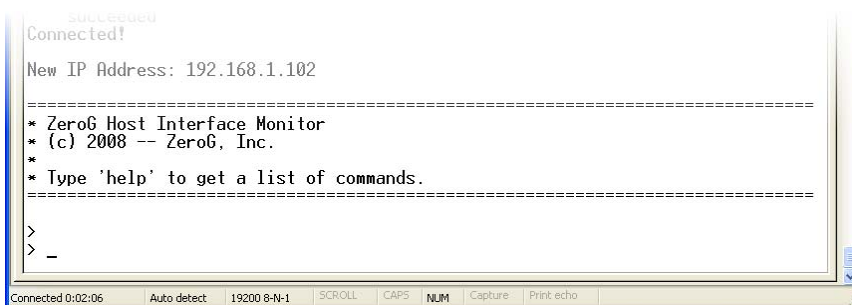 succeeded
Connected!
New IP Address: 192.168.1.102
==============================================================================
* ZeroG Host Interface Monitor
* (c) 2008 -- ZeroG, Inc.
*
* Type 'help' to get a list of commands.
==============================================================================
>
> _
Connected 0:02:06 Auto detect 19200 8-N-1 SCROLL CAPS NUM Capture Print echo